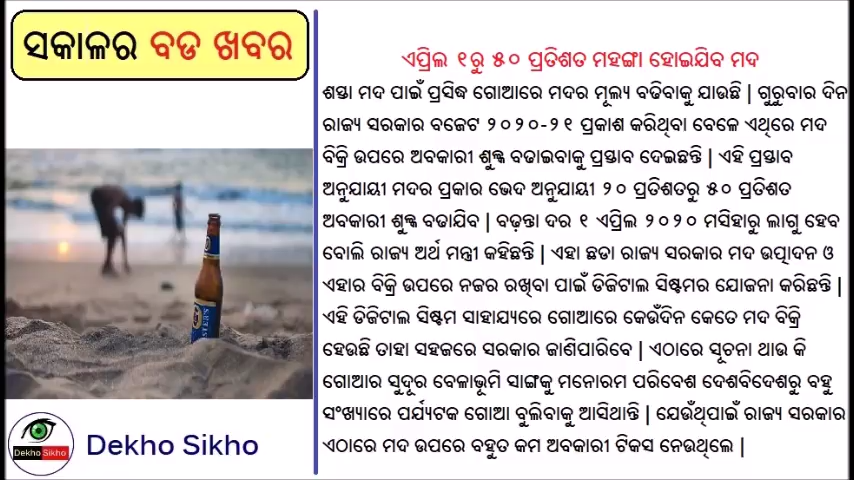 ସକାଳର ବଡ ଖବର
ଏପ୍ରିଲ ୧ରୁ ୫୦ ପ୍ରତିଶତ ମହଙ୍ଗା ହୋଇଯିବ ମଦ
ଶସ୍ତା ମଦ ପାଇଁ ପ୍ରସିଦ୍ଧ ଗୋଆରେ ମଦର ମୂଲ୍ୟ ବଢିବାକୁ ଯାଉଛି | ଗୁରୁବାର ଦିନ
ରାଜ୍ୟ ସରକାର ବଜେଟ ୨୦୨୦-୨୧ ପ୍ରକାଶ କରିଥିବା ବେଳେ ଏଥିରେ ମଦ
ବିକ୍ରି ଉପରେ ଅବକାରୀ ଶୁଳ୍କ ବଢାଇବାକୁ ପ୍ରସ୍ତାବ ଦେଇଛନ୍ତି | ଏହି ପ୍ରସ୍ତାବ
ଅନୁଯାୟୀ ମଦର ପ୍ରକାର ଭେଦ ଅନୁଯାୟୀ ୨୦ ପ୍ରତିଶତରୁ ୫୦ ପ୍ରତିଶତ
ଅବକାରୀ ଶୁଳ୍କ ବଢାଯିବ | ବଢ଼ନ୍ତା ଦର ୧ ଏପ୍ରିଲ ୨୦୨୦ ମସିହାରୁ ଲାଗୁ ହେବ
ବୋଲି ରାଜ୍ୟ ଅର୍ଥ ମନ୍ତ୍ରୀ କହିଛନ୍ତି | ଏହା ଛଡା ରାଜ୍ୟ ସରକାର ମଦ ଉତ୍ପାଦନ ଓ
ଏହାର ବିକ୍ରି ଉପରେ ନଜର ରଖିବା ପାଇଁ ଡିଜିଟାଲ ସିଷ୍ଟମର ଯୋଜନା କରିଛନ୍ତି |
ଏହି ଡିଜିଟାଲ ସିଷ୍ଟମ ସାହାଯ୍ୟରେ ଗୋଆରେ କେଉଁଦିନ କେତେ ମଦ ବିକ୍ରି
ହେଉଛି ତାହା ସହଜରେ ସରକାର ଜାଣିପାରିବେ | ଏଠାରେ ସୂଚନା ଥାଉ କି
ଗୋଆର ସୁଦୂର ବେଳାଭୂମି ସାଙ୍ଗକୁ ମନୋରମ ପରିବେଶ ଦେଶବିଦେଶରୁ ବହୁ
ସଂଖ୍ୟାରେ ପର୍ଯ୍ୟଟକ ଗୋଆ ବୁଲିବାକୁ ଆସିଥାନ୍ତି | ଯେଉଁଥିପାଇଁ ରାଜ୍ୟ ସରକାର
ଏଠାରେ ମଦ ଉପରେ ବହୁତ କମ ଅବକାରୀ ଟିକସ ନେଉଥିଲେ |
Dekho Sikho
Dekho Sikho